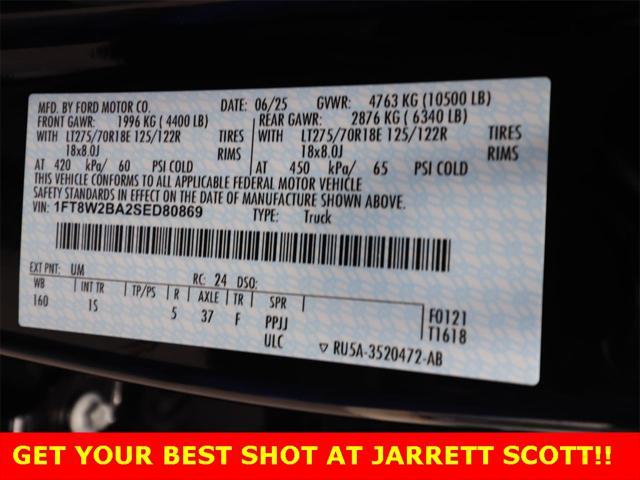 MFD. BY FORD MOTOR CO. DATE: 06/25 GVWR: 4763 KG (10500 LB)
FRONT GAWR: 1996 KG (4400 LB) REAR GAWR: 2876 KG (6340 LB)
WITH LT275/70R18E 125/122R TIRES WITH LT275/70R18E 125/122R TIRES
18x8.0J RIMS 18x8.0J RIMS
AT 420 kPa/ 60 PSI COLD AT 450 kPa/ 65 PSI COLD
THIS VEHICLE CONFORMS TO ALL APPLICABLE FEDERAL MOTOR VEHICLE
SAFETY STANDARDS IN EFFECT ON THE DATE OF MANUFACTURE SHOWN ABOVE
VIN: 1FT8W2BA2SED80869 TYPE: Truck
EXT PNT: UM RC: 24 DSO:
WB INT TR TP/PS R AXLE TR SPR
160 IS 5 37 F PPJJ
ULC
F0121
T1618
▽ RU5A-3520472-AB
GET YOUR BEST SHOT AT JARRETT SCOTT!!